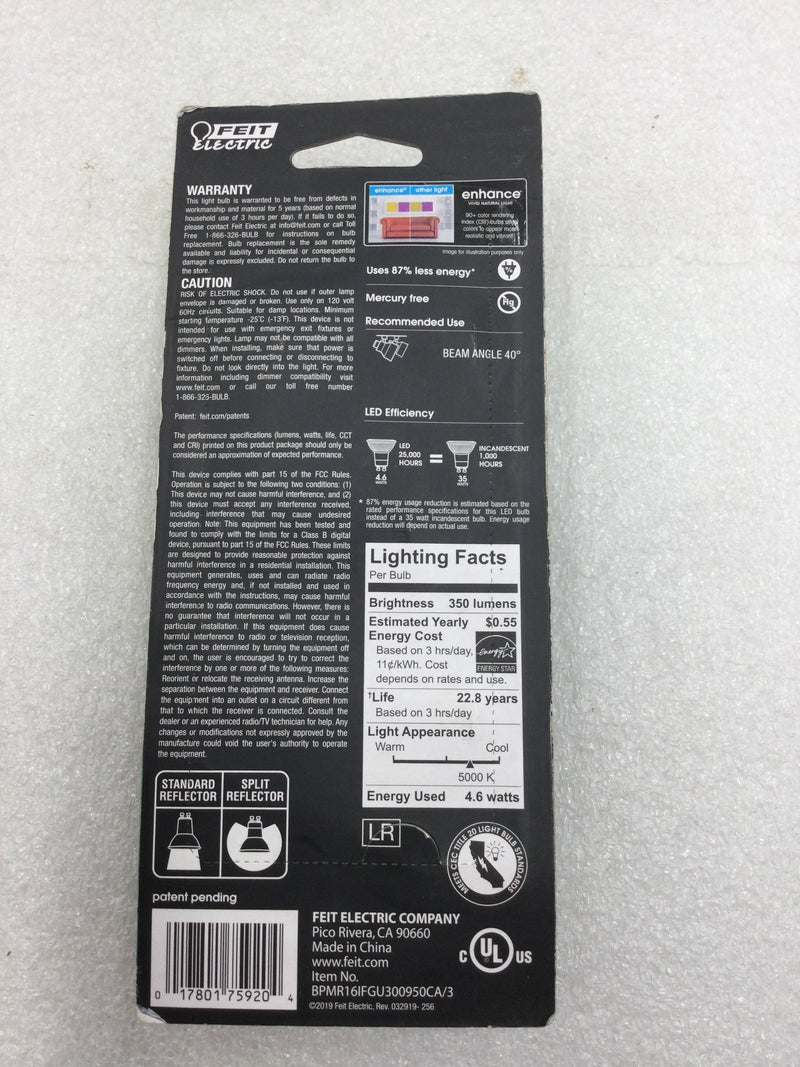 FEIT
Electric
WARRANTY
This light bulb is warranted to be free from defects in
workmanship and material for 5 years (based on normal
household use of 3 hours per day). If it fails to do so,
please contact Feit Electric at info@feit.com or call Toll
Free 1-866-326-BULB for instructions on bulb
replacement. Bulb replacement is the sole remedy
available and liability for incidental or consequential
damage is expressly excluded. Do not return the bulb to
the store.
CAUTION
RISK OF ELECTRIC SHOCK. Do not use if outer lamp
envelope is damaged or broken. Use only on 120 volt
60Hz circuits. Suitable for damp locations. Minimum
starting temperature -25°C (-13°F). This device is not
intended for use with emergency exit fixtures or
emergency lights. Lamp may not be compatible with all
dimmers. When installing, make sure that power is
switched off before connecting or disconnecting to
fixture. Do not look directly into the light. For more
information including dimmer compatibility visit
www.feit.com or call our toll free number
1-866-326-BULB.
Patent: feit.com/patents
The performance specifications (lumens, watts, life, CCT
and CRI) printed on this product package should only be
considered an approximation of expected performance.
This device complies with part 15 of the FCC Rules.
Operation is subject to the following two conditions: (1)
This device may not cause harmful interference, and (2)
this device must accept any interference received,
including interference that may cause undesired
operation. Note: This equipment has been tested and
found to comply with the limits for a Class B digital
device, pursuant to part 15 of the FCC Rules. These limits
are designed to provide reasonable protection against
harmful interference in a residential installation. This
equipment generates, uses and can radiate radio
frequency energy and, if not installed and used in
accordance with the instructions, may cause harmful
interference to radio communications. However, there is
no guarantee that interference will not occur in a
particular installation. If this equipment does cause
harmful interference to radio or television reception,
which can be determined by turning the equipment off
and on, the user is encouraged to try to correct the
interference by one or more of the following measures:
Reorient or relocate the receiving antenna. Increase the
separation between the equipment and receiver. Connect
the equipment into an outlet on a circuit different from
that to which the receiver is connected. Consult the
dealer or an experienced radio/TV technician for help. Any
changes or modifications not expressly approved by the
manufacture could void the user's authority to operate
the equipment.
STANDARD REFLECTOR
SPLIT REFLECTOR
patent pending
0 17801 75920 4
enhance* other light
enhance
VIVID NATURAL LIGHT
90+ color rendering
index (CRI)-bulbs allow
colors to appear more
realistic and vibrant
image for illustration purposes only
Uses 87% less energy*
Mercury free
Hg
Recommended Use
BEAM ANGLE 40°
LED Efficiency
LED
25,000
HOURS
4.6
WATTS
=
INCANDESCENT
1,000
HOURS
35
WATTS
* 87% energy usage reduction is estimated based on the
rated performance specifications for this LED bulb
instead of a 35 watt incandescent bulb. Energy usage
reduction will depend on actual use.
Lighting Facts
Per Bulb
Brightness 350 lumens
Estimated Yearly $0.55
Energy Cost
Based on 3 hrs/day,
11¢/kWh. Cost
depends on rates and use.
energy
ENERGY STAR
†Life 22.8 years
Based on 3 hrs/day
Light Appearance
Warm Cool
5000 K
Energy Used 4.6 watts
LR
MEETS CEC TITLE 20 LIGHT BULB STANDARDS
FEIT ELECTRIC COMPANY
Pico Rivera, CA 90660
Made in China
www.feit.com
Item No.
BPMR16IFGU300950CA/3
©2019 Feit Electric, Rev. 032919- 256
C UL US